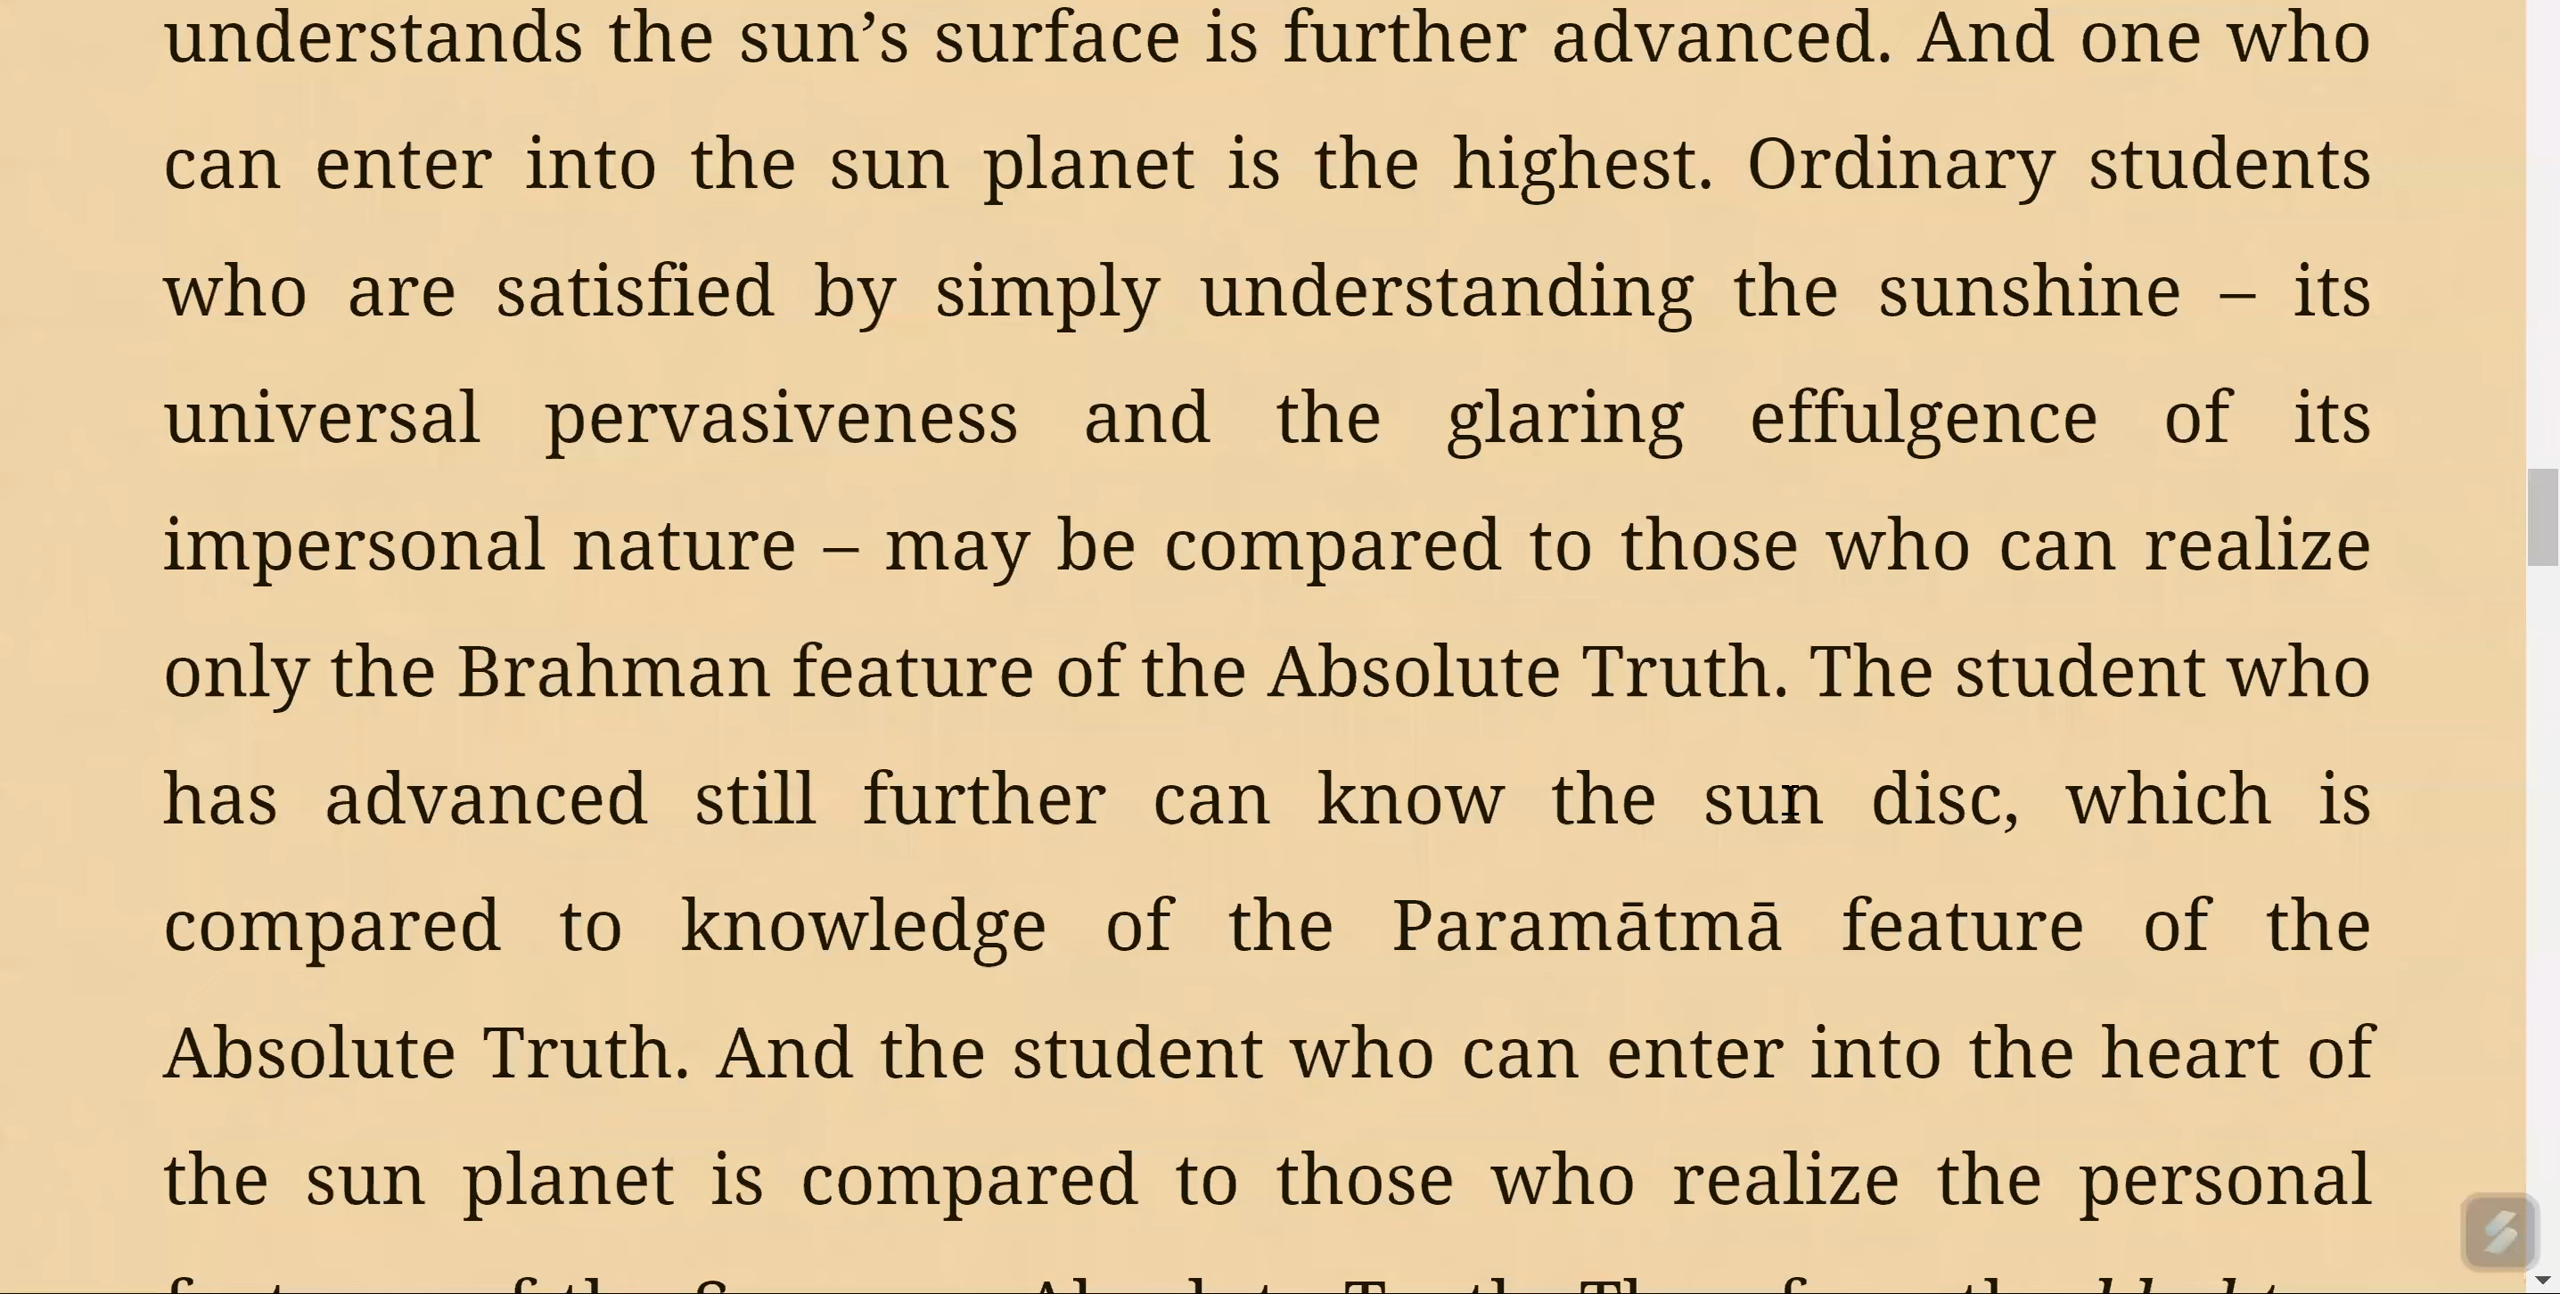 understands the sun’s surface is further advanced. And one who
can enter into the sun planet is the highest. Ordinary students
who are satisfied by simply understanding the sunshine – its
universal pervasiveness and the glaring effulgence of its
impersonal nature – may be compared to those who can realize
only the Brahman feature of the Absolute Truth. The student who
has advanced still further can know the sun disc, which is
compared to knowledge of the Paramātmā feature of the
Absolute Truth. And the student who can enter into the heart of
the sun planet is compared to those who realize the personal